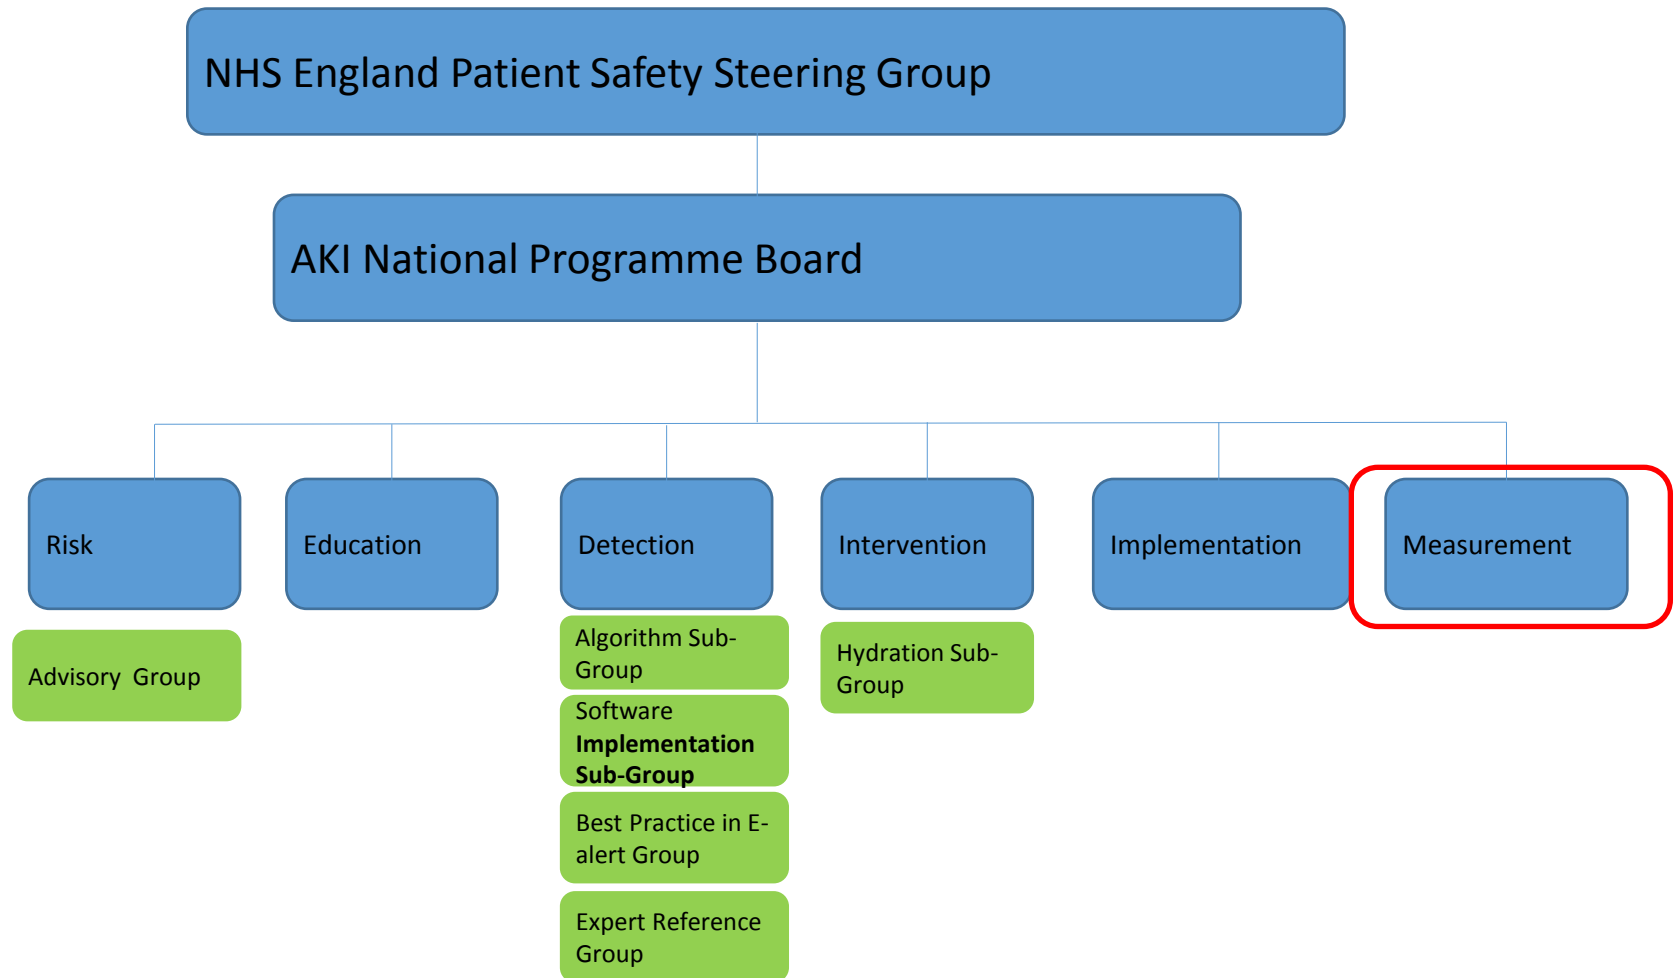 NHS England Patient Safety Steering Group
AKI National Programme Board
Risk
Education
Detection
Intervention
Implementation
Measurement
Advisory Group
Algorithm Sub-
Group
Software
Implementation
Sub-Group
Best Practice in E-
alert Group
Expert Reference
Group
Hydration Sub-
Group